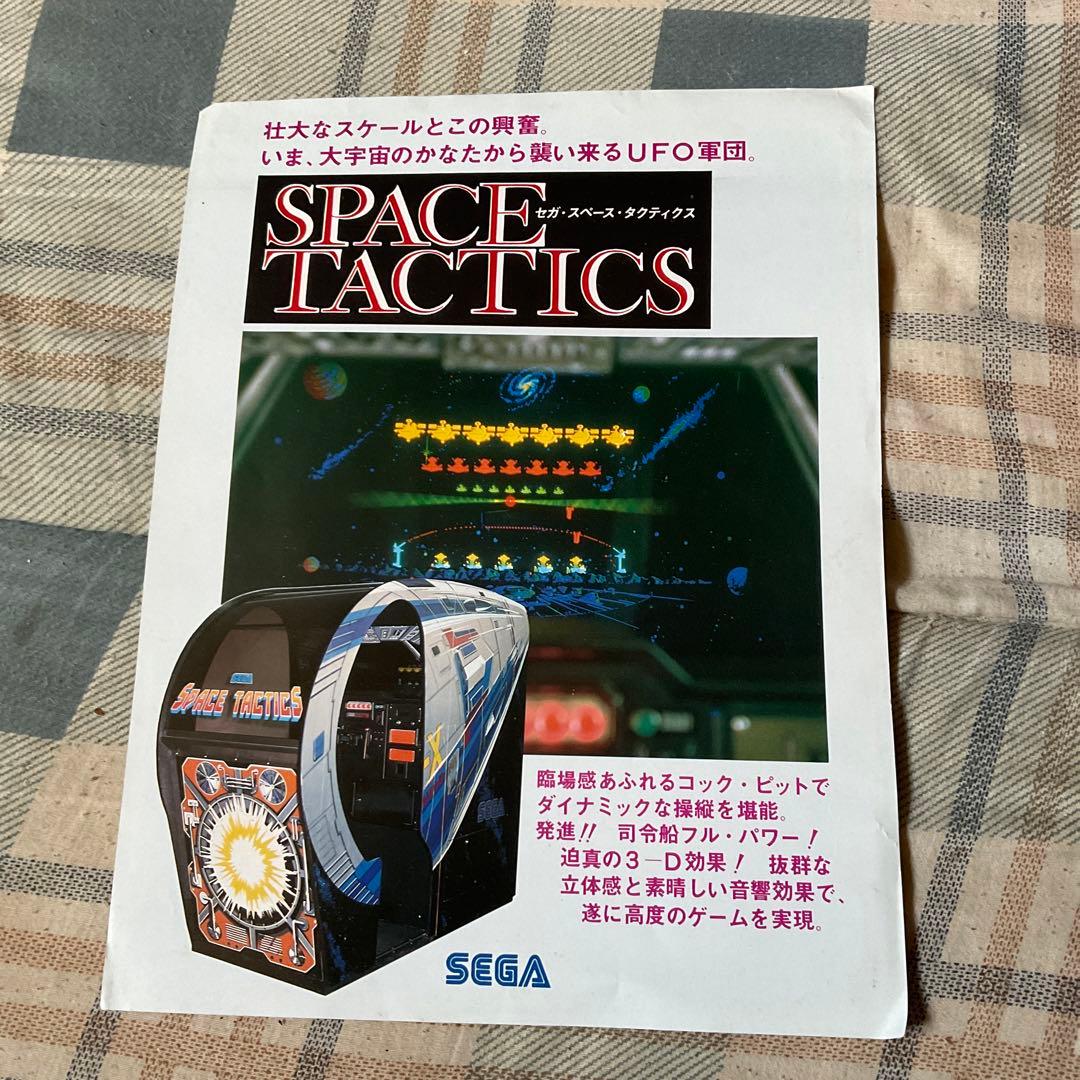 壮大なスケールとこの興奮。
いま、大宇宙のかなたから襲い来るUFO軍団。
SPACE
セガ・スペース・タクティクス
TACTICS
SEGA
SPACE TACTICS
-X
SEGA
臨場感あふれるコック・ピットで
ダイナミックな操縦を堪能。
発進!! 司令船フル・パワー!
迫真の3-D効果! 抜群な
立体感と素晴しい音響効果で、
遂に高度のゲームを実現。
SEGA